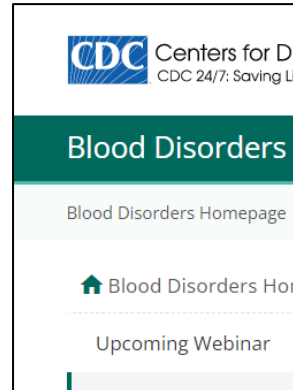 CDC Centers for D
CDC 24/7: Saving Li
Blood Disorders
Blood Disorders Homepage
Blood Disorders Hor
Upcoming Webinar